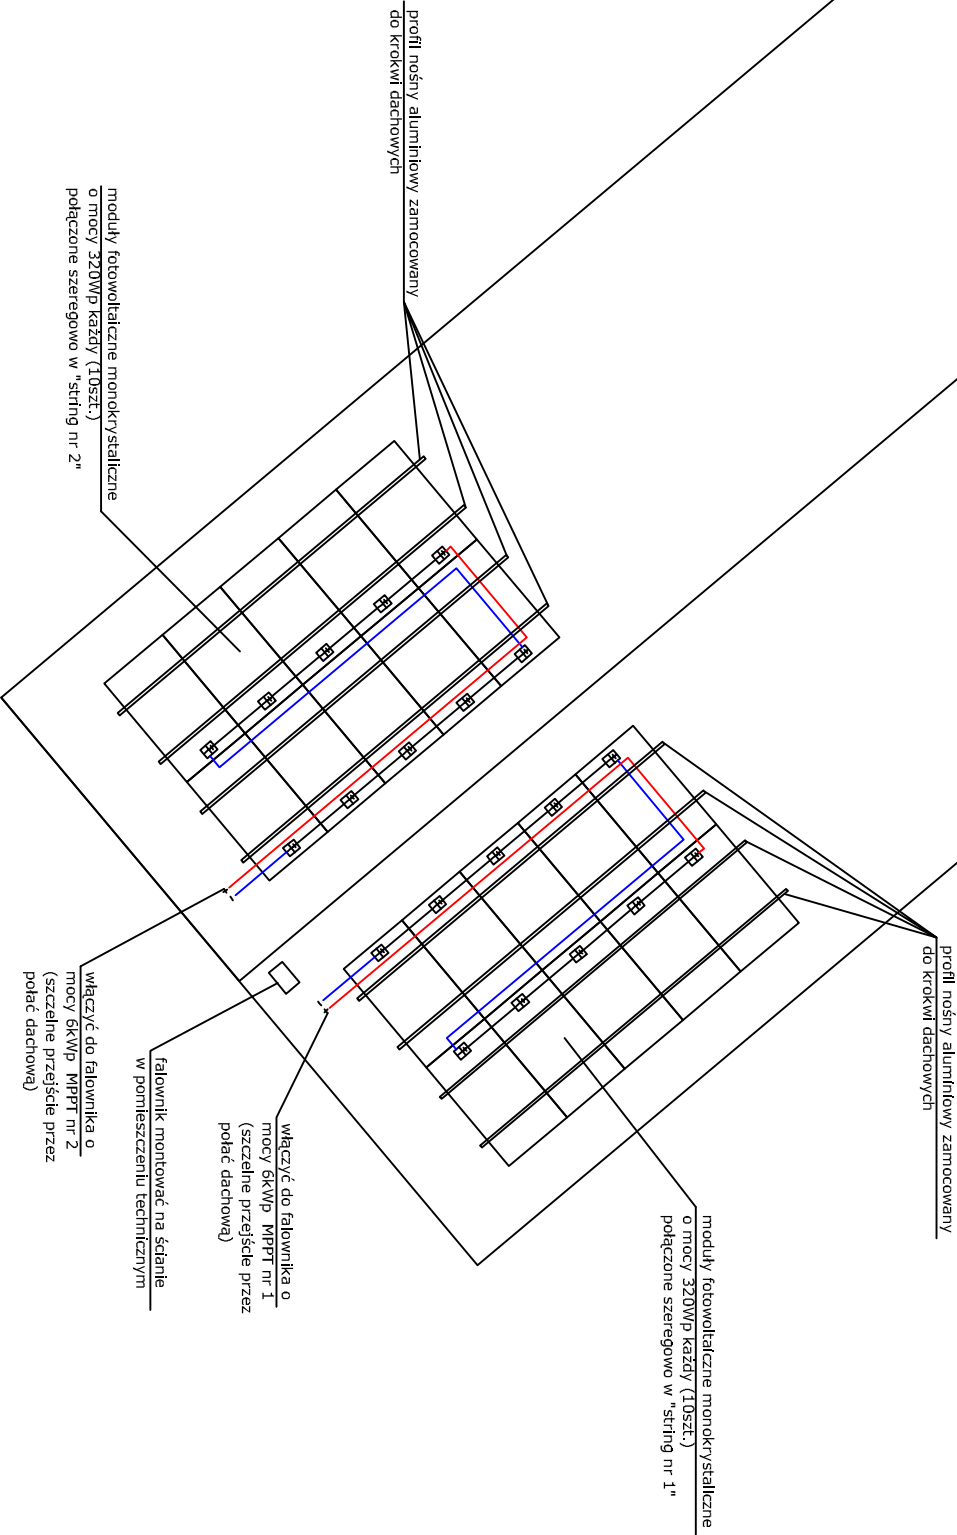 profil nośny aluminiowy zamocowany
do krokwi dachowych
moduły fotowoltaiczne monokrystaliczne
o mocy 320Wp każdy (10szt.)
połączone szeregowo w "string nr 2"
profil nośny aluminiowy zamocowany
do krokwi dachowych
moduły fotowoltaiczne monokrystaliczne
o mocy 320Wp każdy (10szt.)
połączone szeregowo w "string nr 1"
włączyć do falownika o
mocy 6kWp MPPT nr 1
(szczelne przejście przez
połać dachową)
falownik montować na ścianie
w pomieszczeniu technicznym
włączyć do falownika o
mocy 6kWp MPPT nr 2
(szczelne przejście przez
połać dachową)